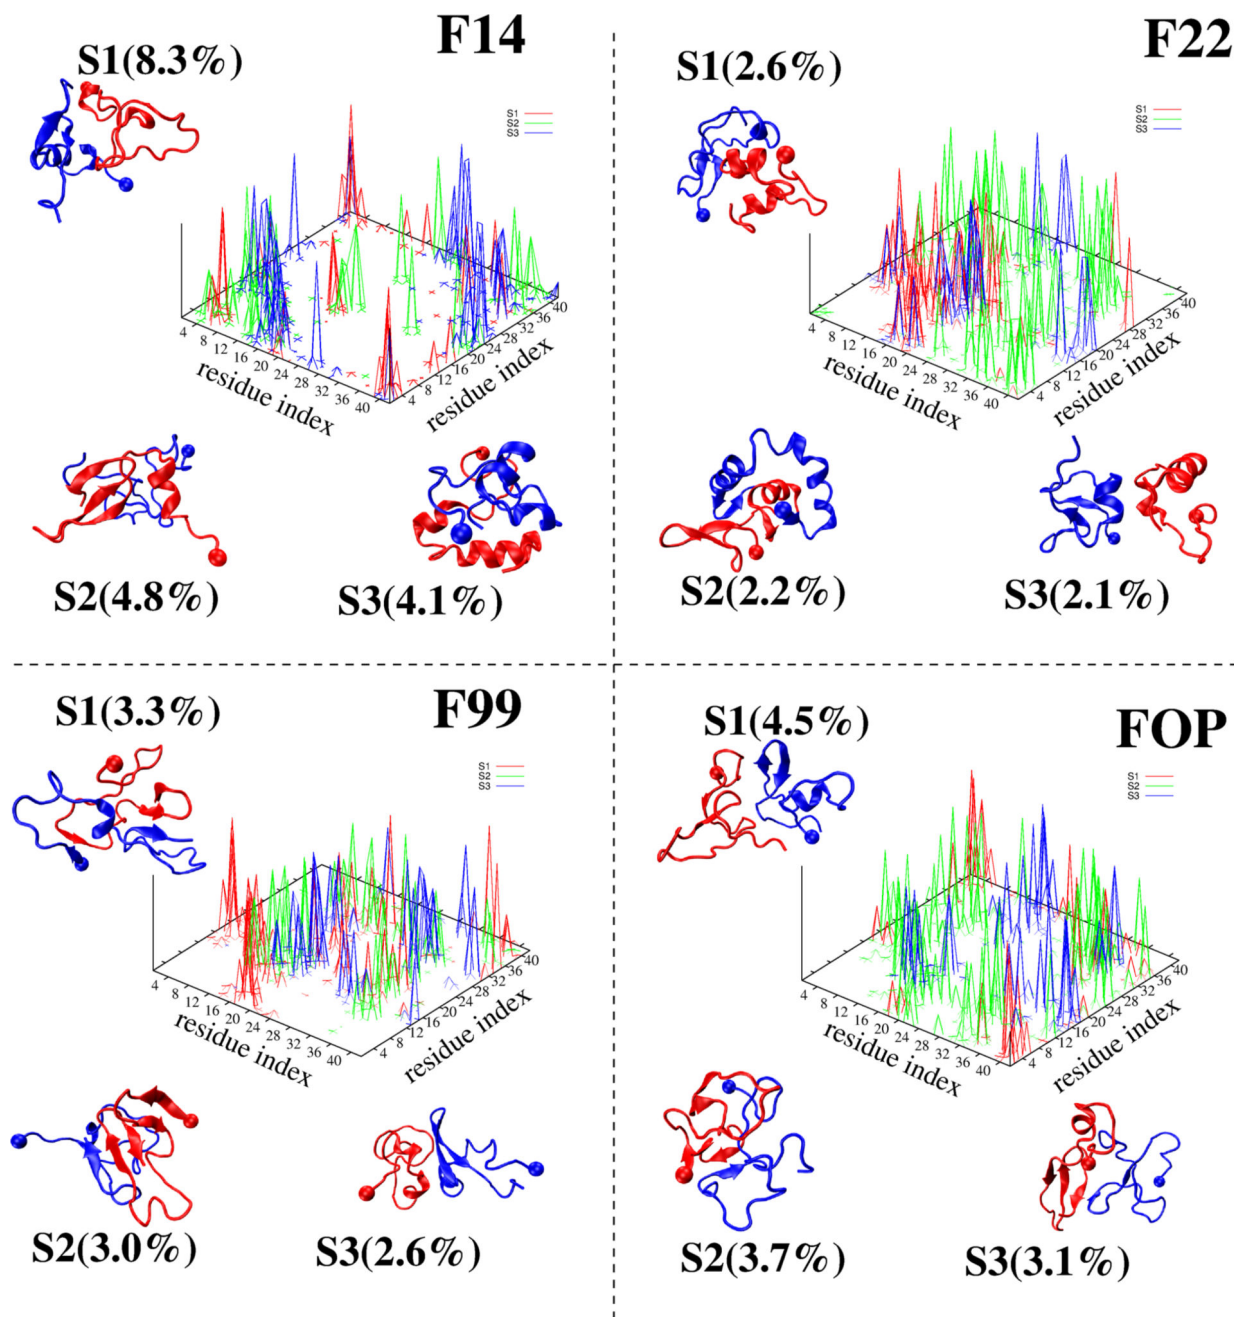 F14
S1(8.3%)
S1
S2
S3
4
8
12
16
20
24
28
32
36
40
residue index
4
8
12
16
20
24
28
32
36
40
residue index
S2(4.8%)
S3(4.1%)
F22
S1(2.6%)
S1
S2
S3
4
8
12
16
20
24
28
32
36
40
residue index
4
8
12
16
20
24
28
32
36
40
residue index
S2(2.2%)
S3(2.1%)
F99
S1(3.3%)
S1
S2
S3
4
8
12
16
20
24
28
32
36
40
residue index
4
8
12
16
20
24
28
32
36
40
residue index
S2(3.0%)
S3(2.6%)
FOP
S1(4.5%)
S1
S2
S3
4
8
12
16
20
24
28
32
36
40
residue index
4
8
12
16
20
24
28
32
36
40
residue index
S2(3.7%)
S3(3.1%)